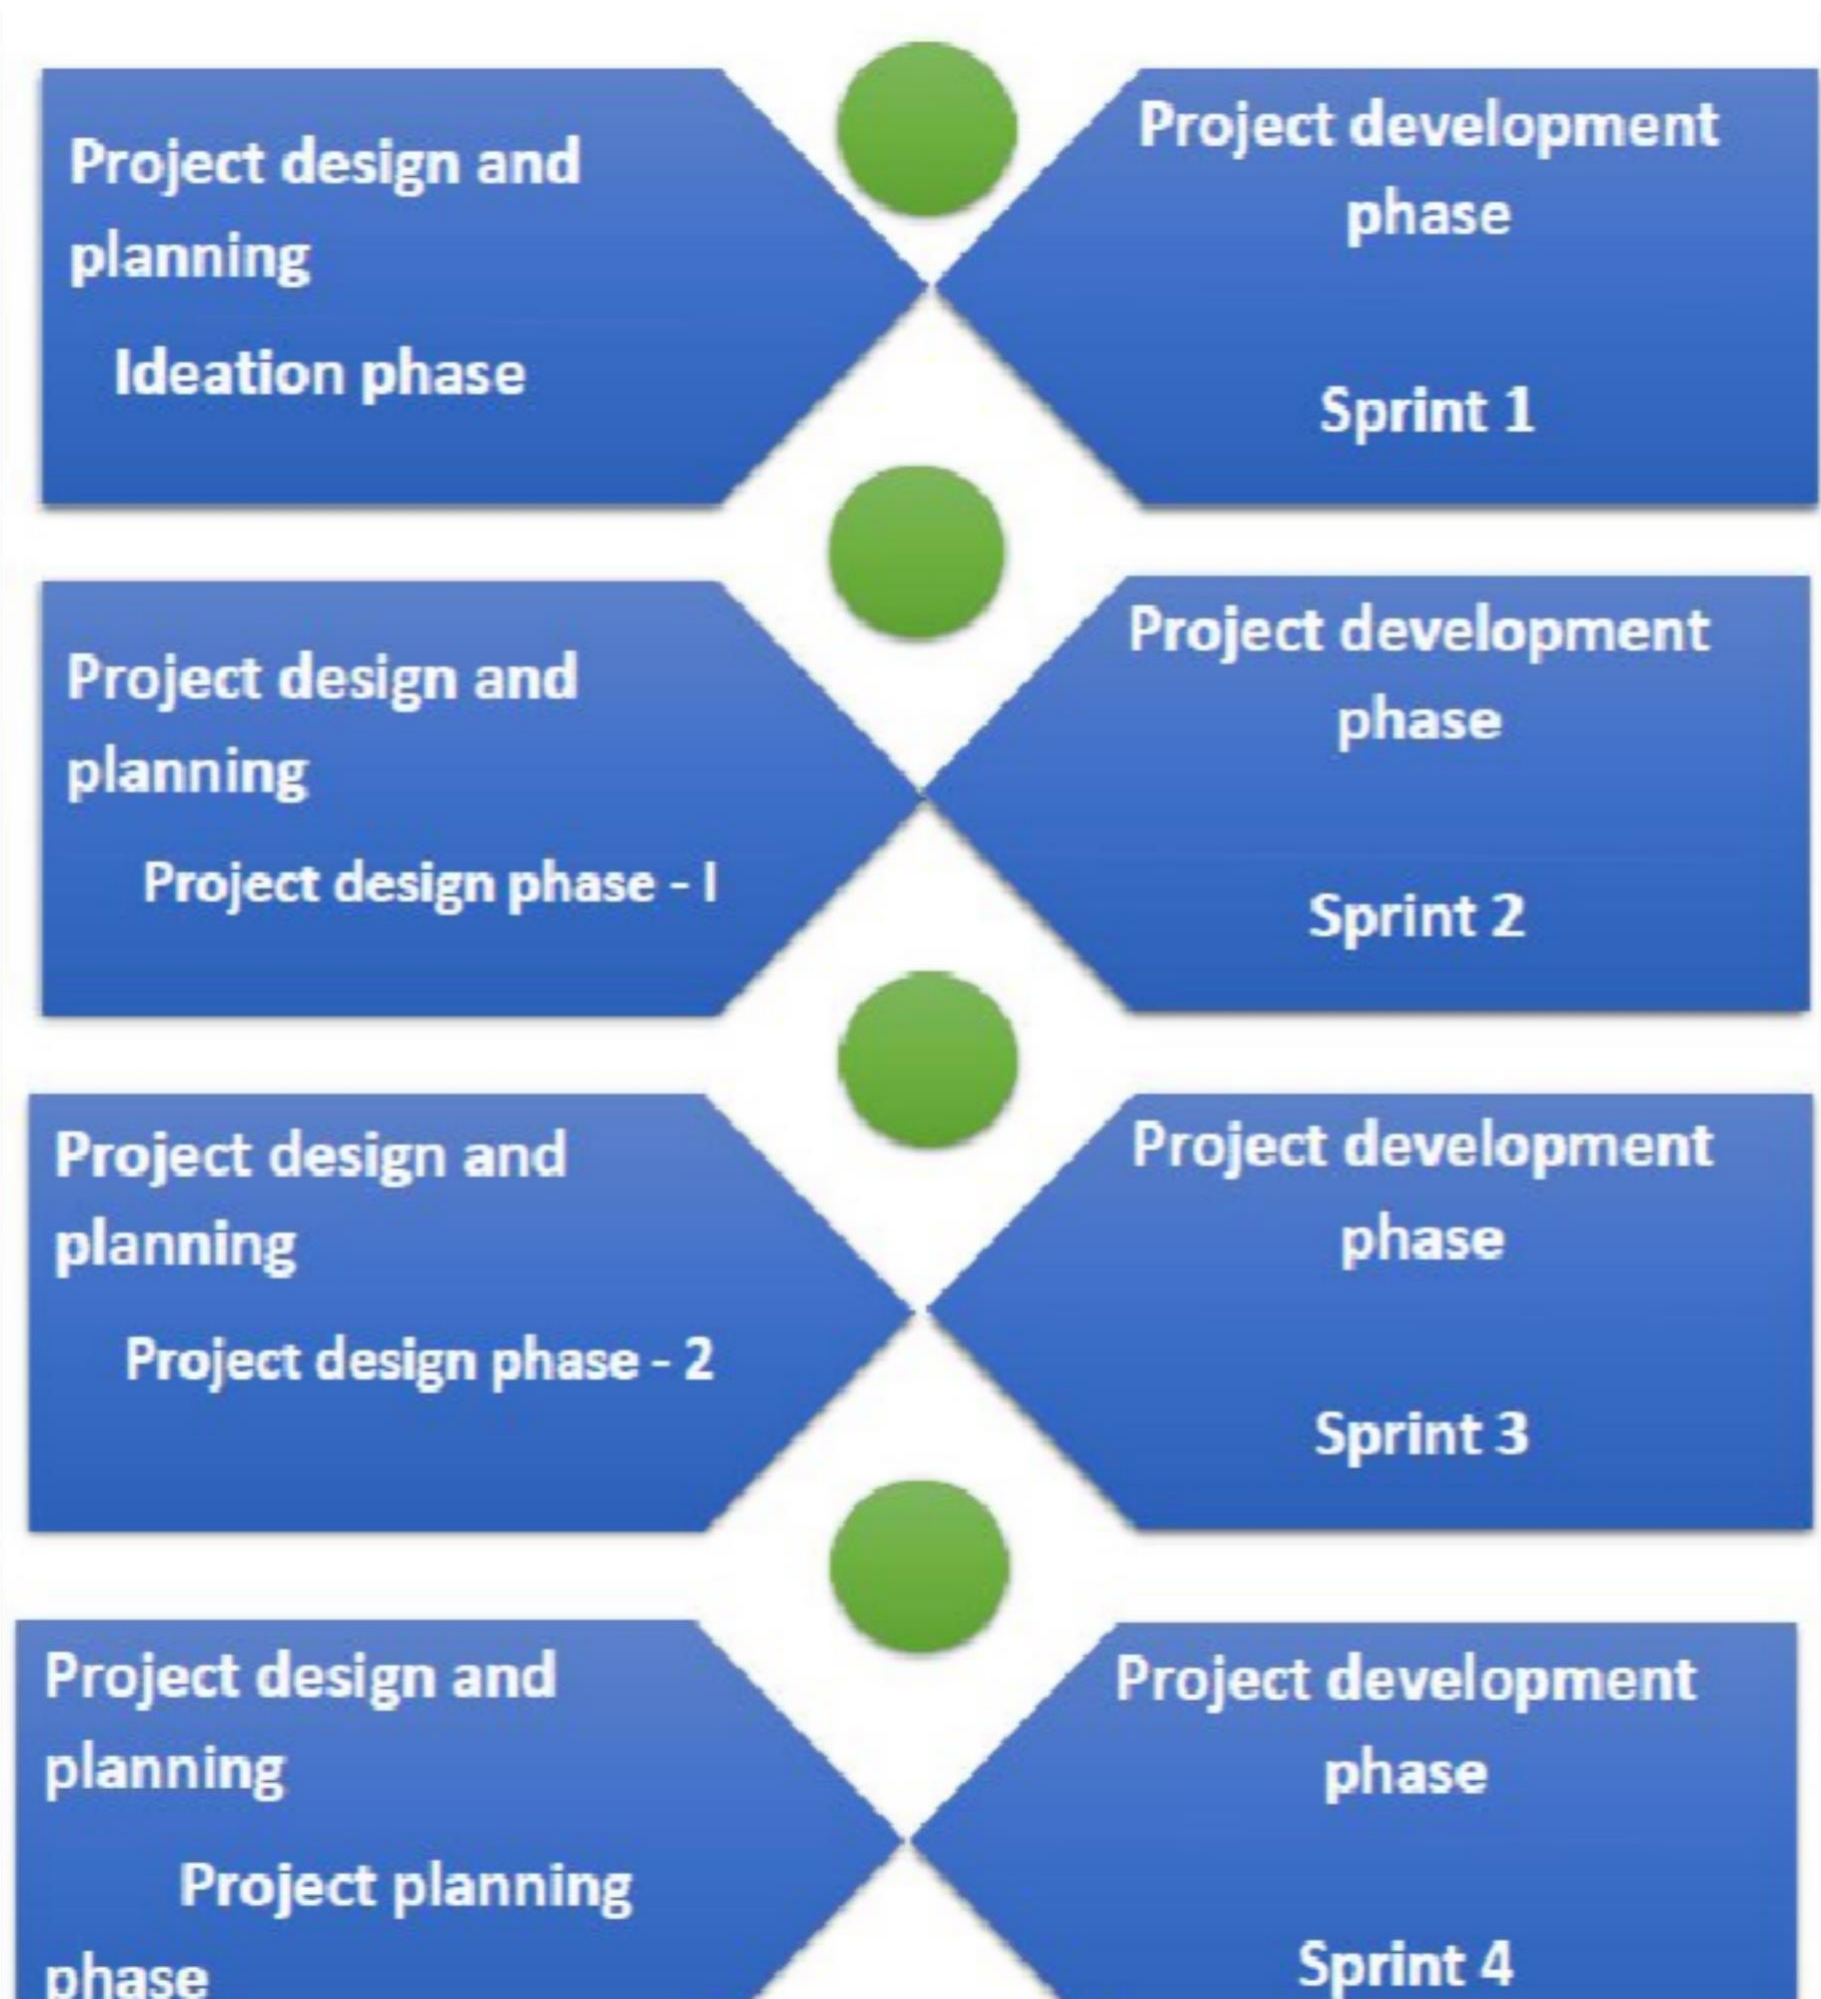 Project design and
planning
Ideation phase
Project development
phase
Sprint 1
Project design and
planning
Project design phase - I
Project development
phase
Sprint 2
Project design and
planning
Project design phase - 2
Project development
phase
Sprint 3
Project design and
planning
Project planning
phase
Project development
phase
Sprint 4